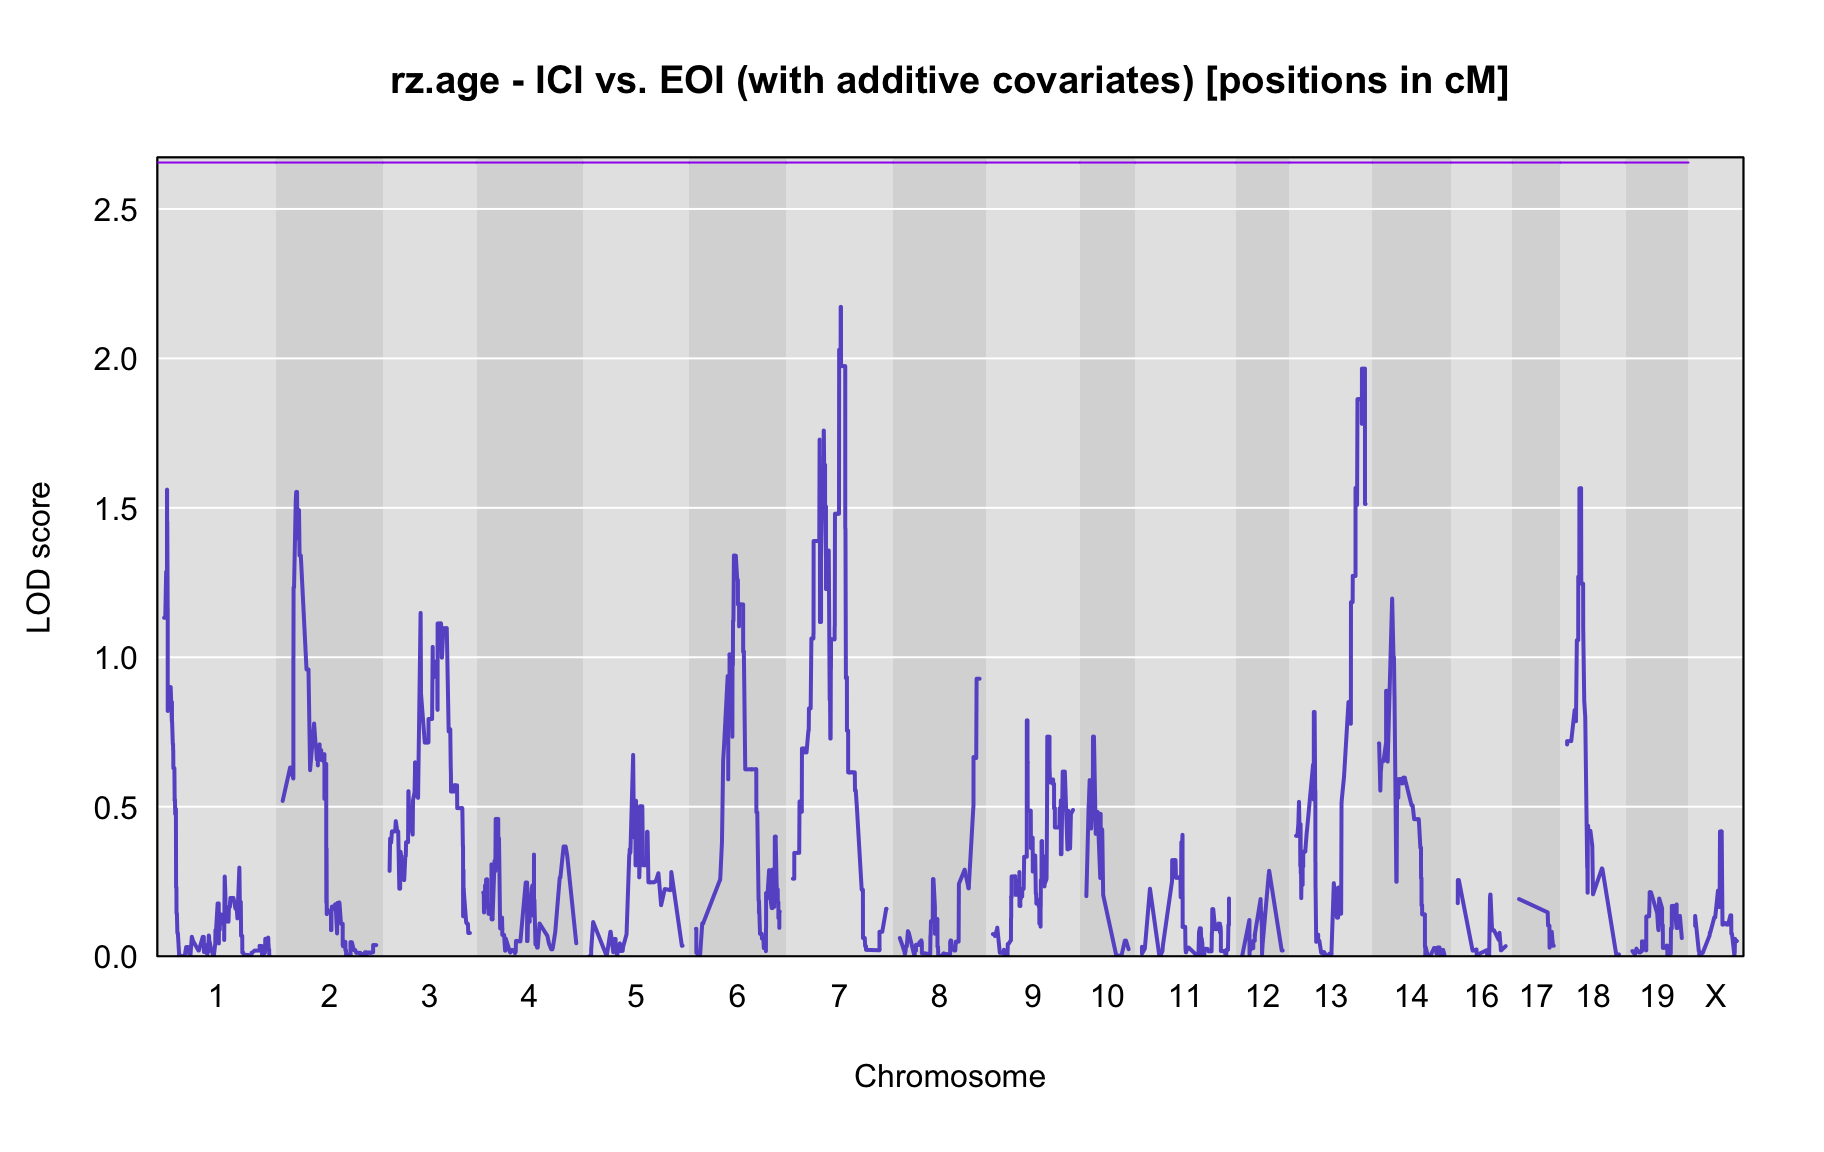 rz.age - ICI vs. EOI (with additive covariates) [positions in cM]
LOD score
2.5
2.0
1.5
1.0
0.5
0.0
1 2 3 4 5 6 7 8 9 10 11 12 13 14 16 17 18 19 X
Chromosome